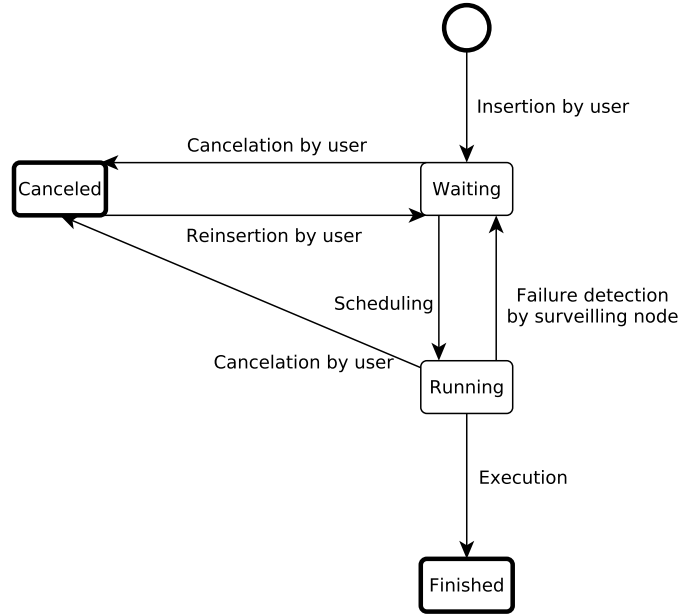 Insertion by user
Cancelation by user
Canceled
Waiting
Reinsertion by user
Failure detection
by surveilling node
Scheduling
Cancelation by user
Running
Execution
Finished